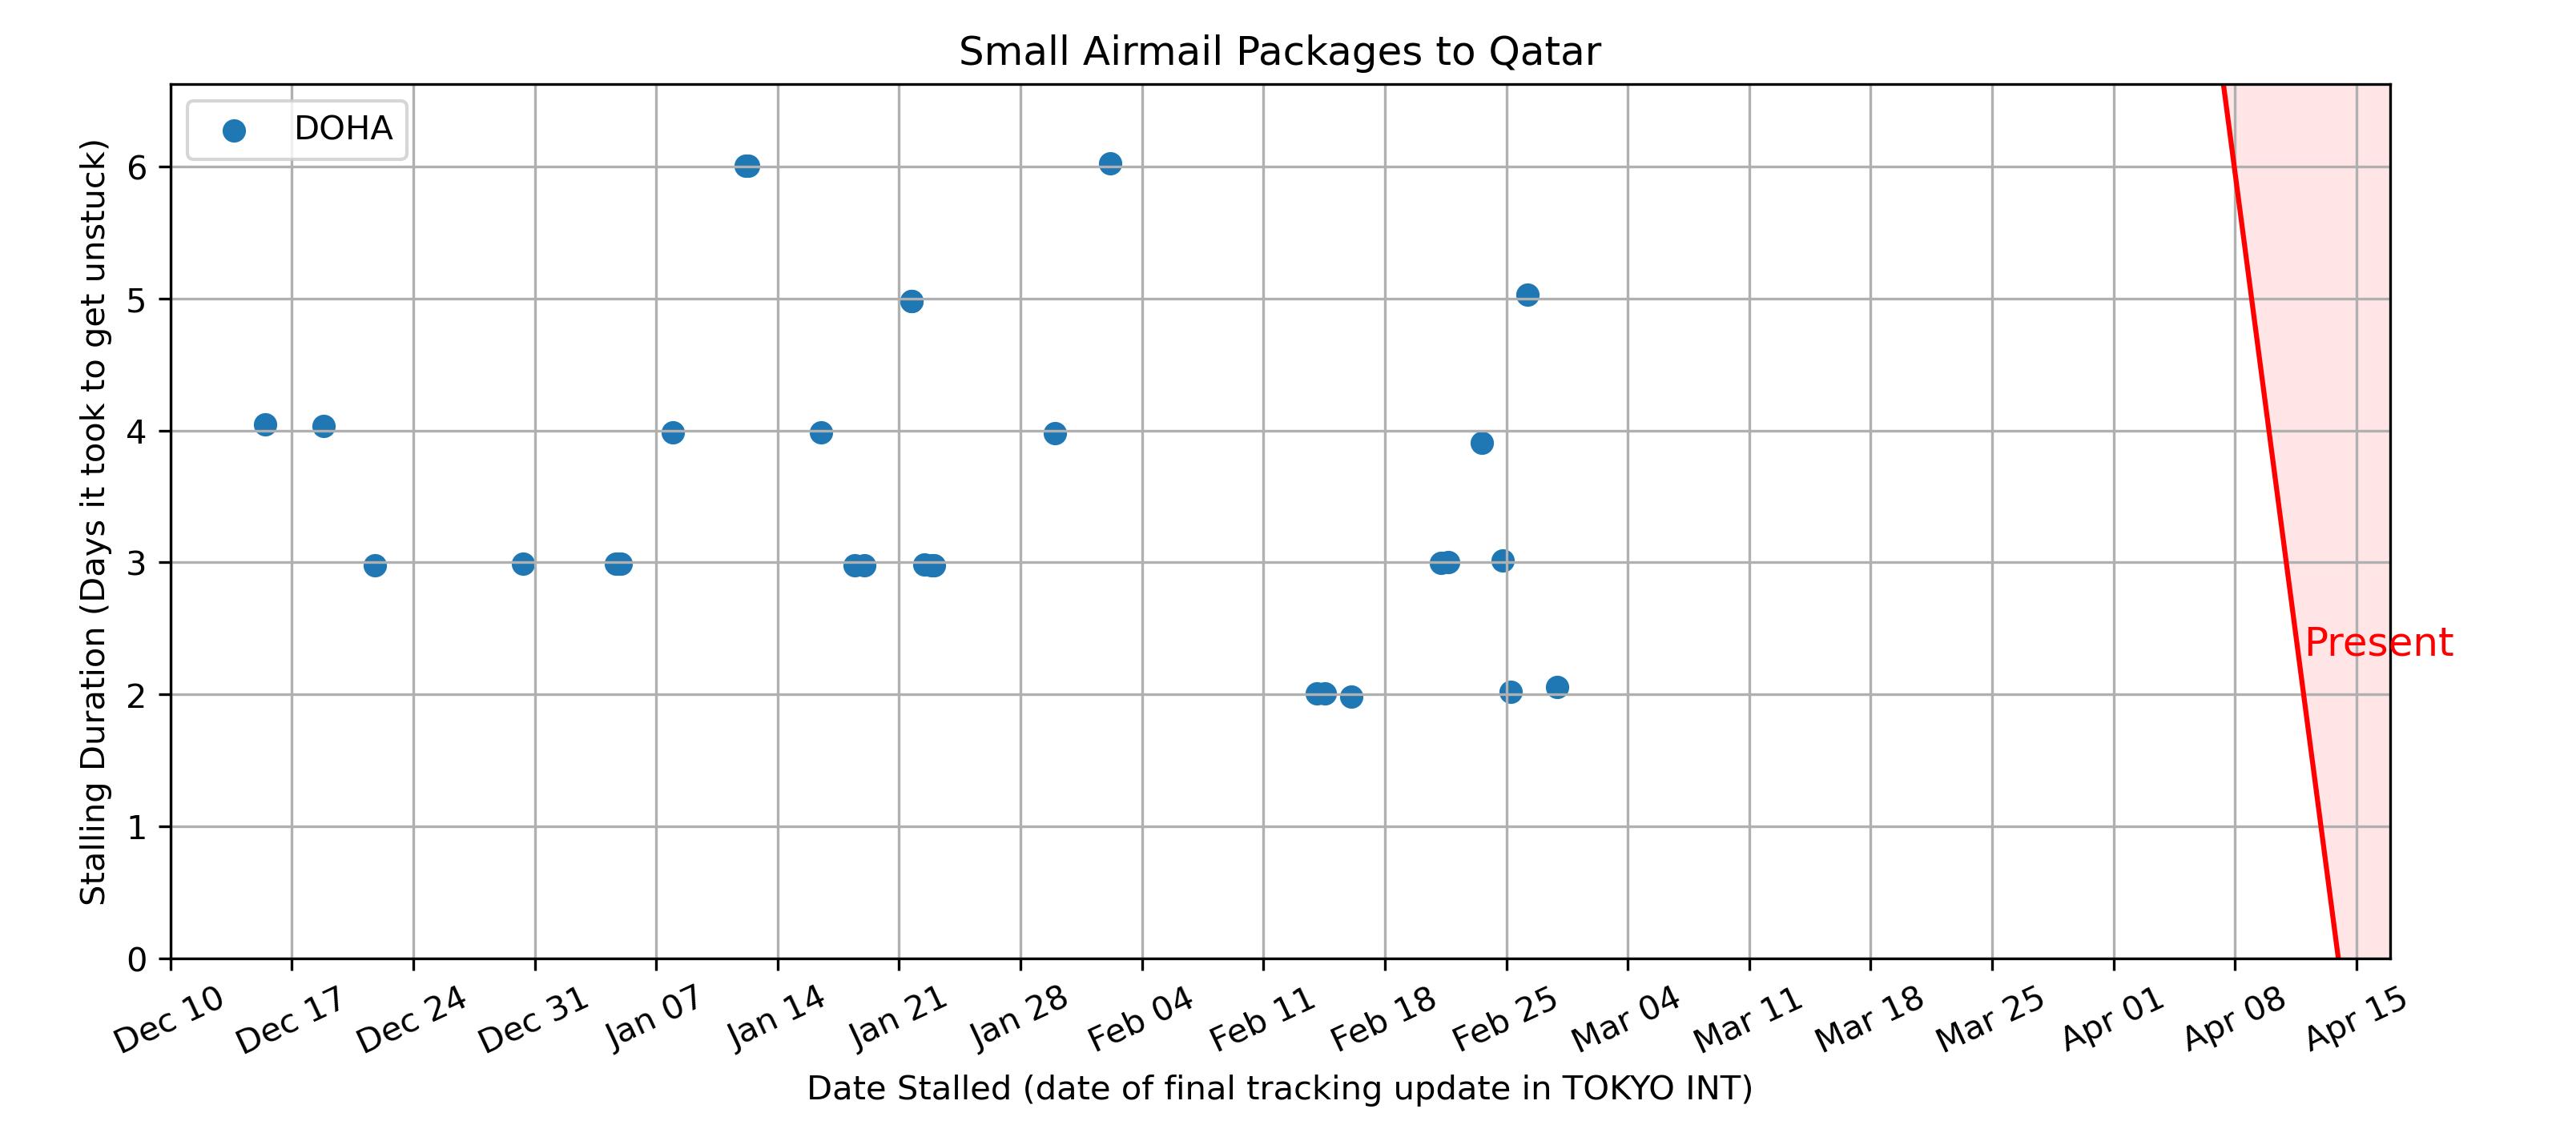 Small Airmail Packages to Qatar
DOHA
Stalling Duration (Days it took to get unstuck)
6
5
4
3
2
1
0
Present
Dec 10
Dec 17
Dec 24
Dec 31
Jan 07
Jan 14
Jan 21
Jan 28
Feb 04
Feb 11
Feb 18
Feb 25
Mar 04
Mar 11
Mar 18
Mar 25
Apr 01
Apr 08
Apr 15
Date Stalled (date of final tracking update in TOKYO INT)